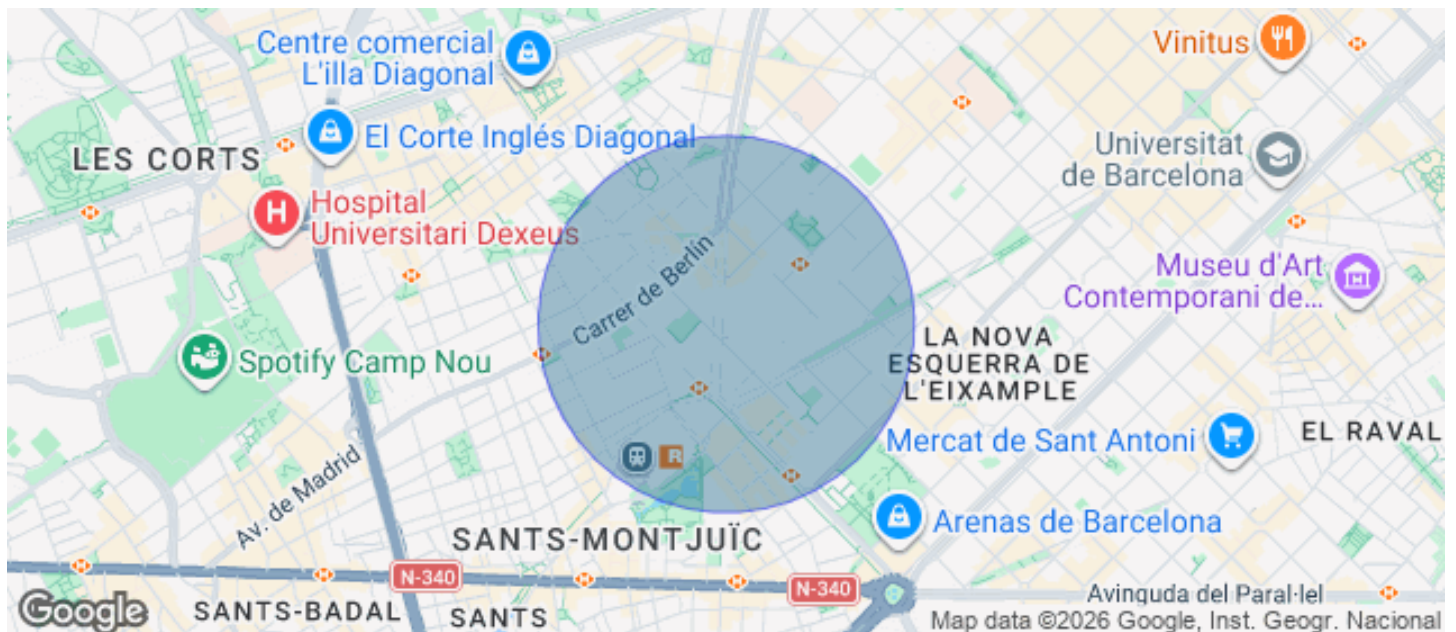 Centre comercial
L'illa Diagonal
Vinitus
El Corte Inglés Diagonal
LES CORTS
Universitat
de Barcelona
H
Hospital
Universitari Dexeus
Carrer de Berlín
Museu d'Art
Contemporani de...
Spotify Camp Nou
LA NOVA
ESQUERRA DE
L'EIXAMPLE
Mercat de Sant Antoni
EL RAVAL
R
Av. de Madrid
Arenas de Barcelona
SANTS-MONTJUÏC
N-340
N-340
Avinguda del Paral·lel
Google
SANTS-BADAL
SANTS
Map data ©2026 Google, Inst. Geogr. Nacional